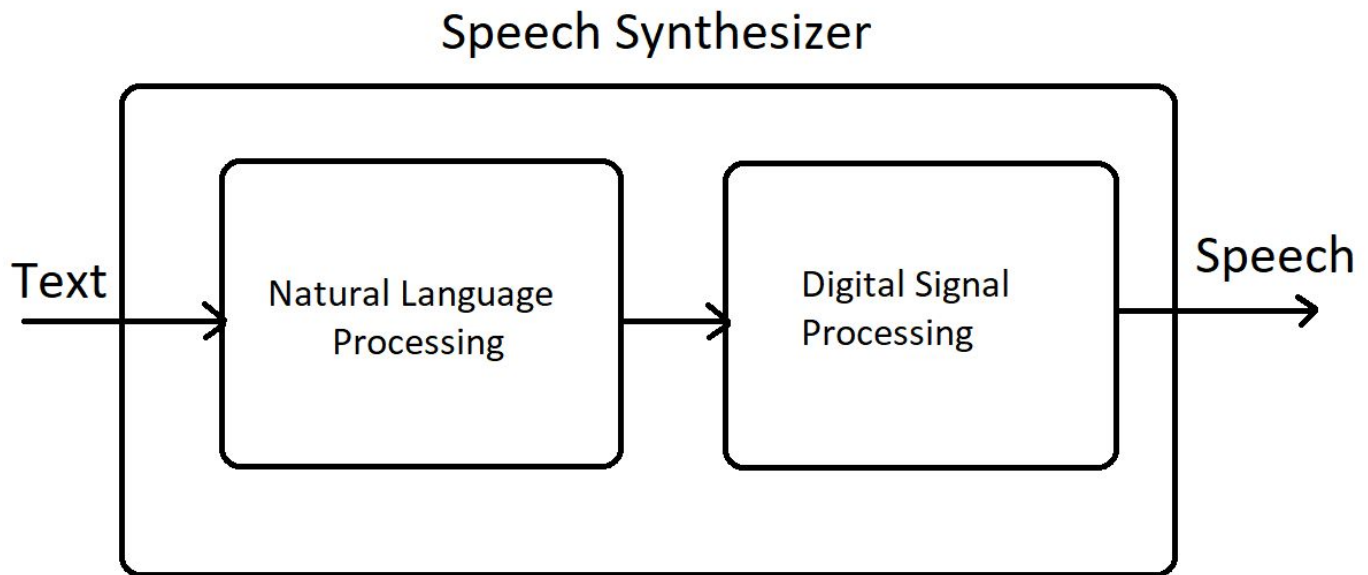 Speech Synthesizer
Text
Natural Language
Processing
Digital Signal
Processing
Speech